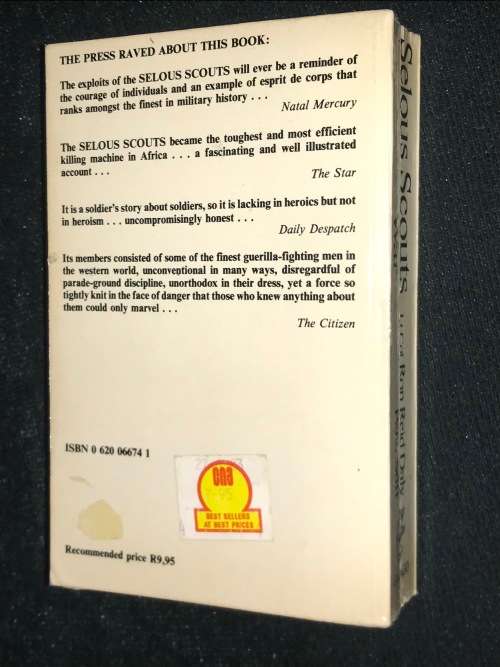 THE PRESS RAVED ABOUT THIS BOOK:
The exploits of the SELOUS SCOUTS will ever be a reminder of
the courage of individuals and an example of esprit de corps that
ranks amongst the finest in military history . . .
Natal Mercury
The SELOUS SCOUTS became the toughest and most efficient
killing machine in Africa . . . a fascinating and well illustrated
account . . .
The Star
It is a soldier's story about soldiers, so it is lacking in heroics but not
in heroism . . . uncompromisingly honest . . .
Daily Despatch
Its members consisted of some of the finest guerilla-fighting men in
the western world, unconventional in many ways, disregardful of
parade-ground discipline, unorthodox in their dress, yet a force so
tightly knit in the face of danger that those who knew anything about
them could only marvel . . .
The Citizen
ISBN 0 620 06674 1
cna
BEST SELLERS
AT BEST PRICES
Recommended price R9,95
Selous Scouts
Ron Reid Daly